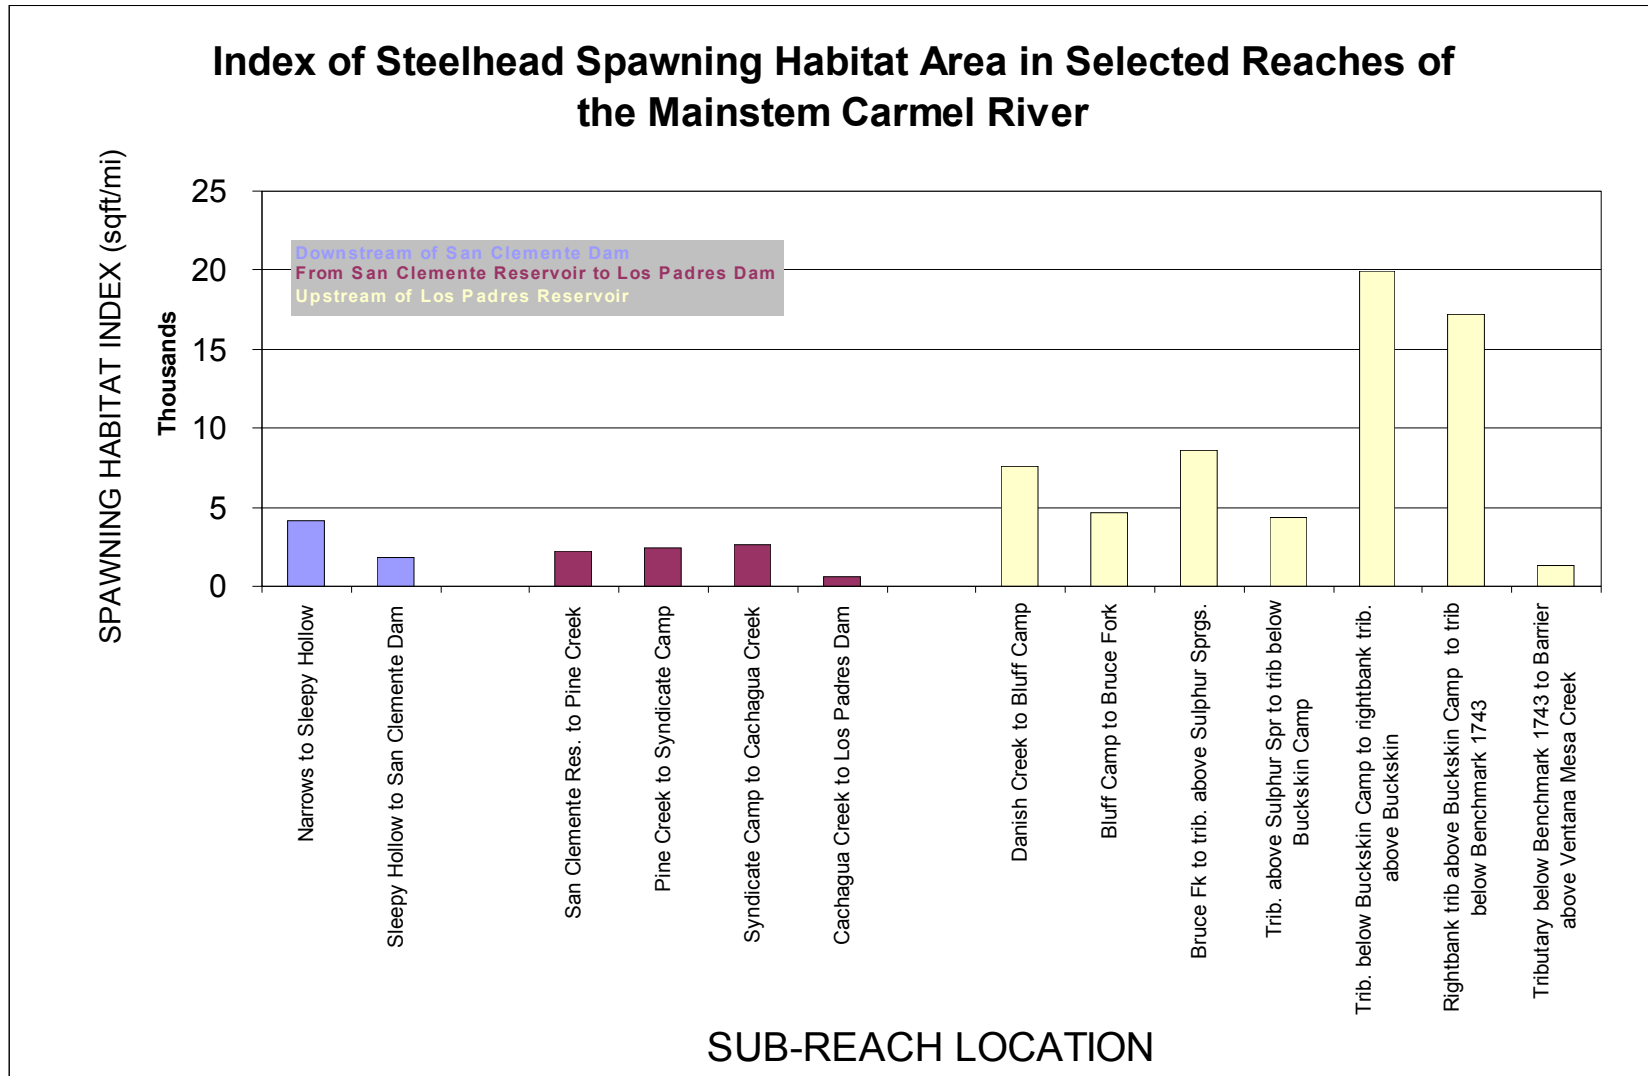 Index of Steelhead Spawning Habitat Area in Selected Reaches of
the Mainstem Carmel River
SPAWNING HABITAT INDEX (sqft/mi)
Thousands
25
20
15
10
5
0
Downstream of San Clemente Dam
From San Clemente Reservoir to Los Padres Dam
Upstream of Los Padres Reservoir
Narrows to Sleepy Hollow
Sleepy Hollow to San Clemente Dam
San Clemente Res. to Pine Creek
Pine Creek to Syndicate Camp
Syndicate Camp to Cachagua Creek
Cachagua Creek to Los Padres Dam
Danish Creek to Bluff Camp
Bluff Camp to Bruce Fork
Bruce Fk to trib. above Sulphur Sprgs.
Trib. above Sulphur Spr to trib below
Buckskin Camp
Trib. below Buckskin Camp to rightbank trib.
above Buckskin
Rightbank trib above Buckskin Camp to trib
below Benchmark 1743
Tributary below Benchmark 1743 to Barrier
above Ventana Mesa Creek
SUB-REACH LOCATION